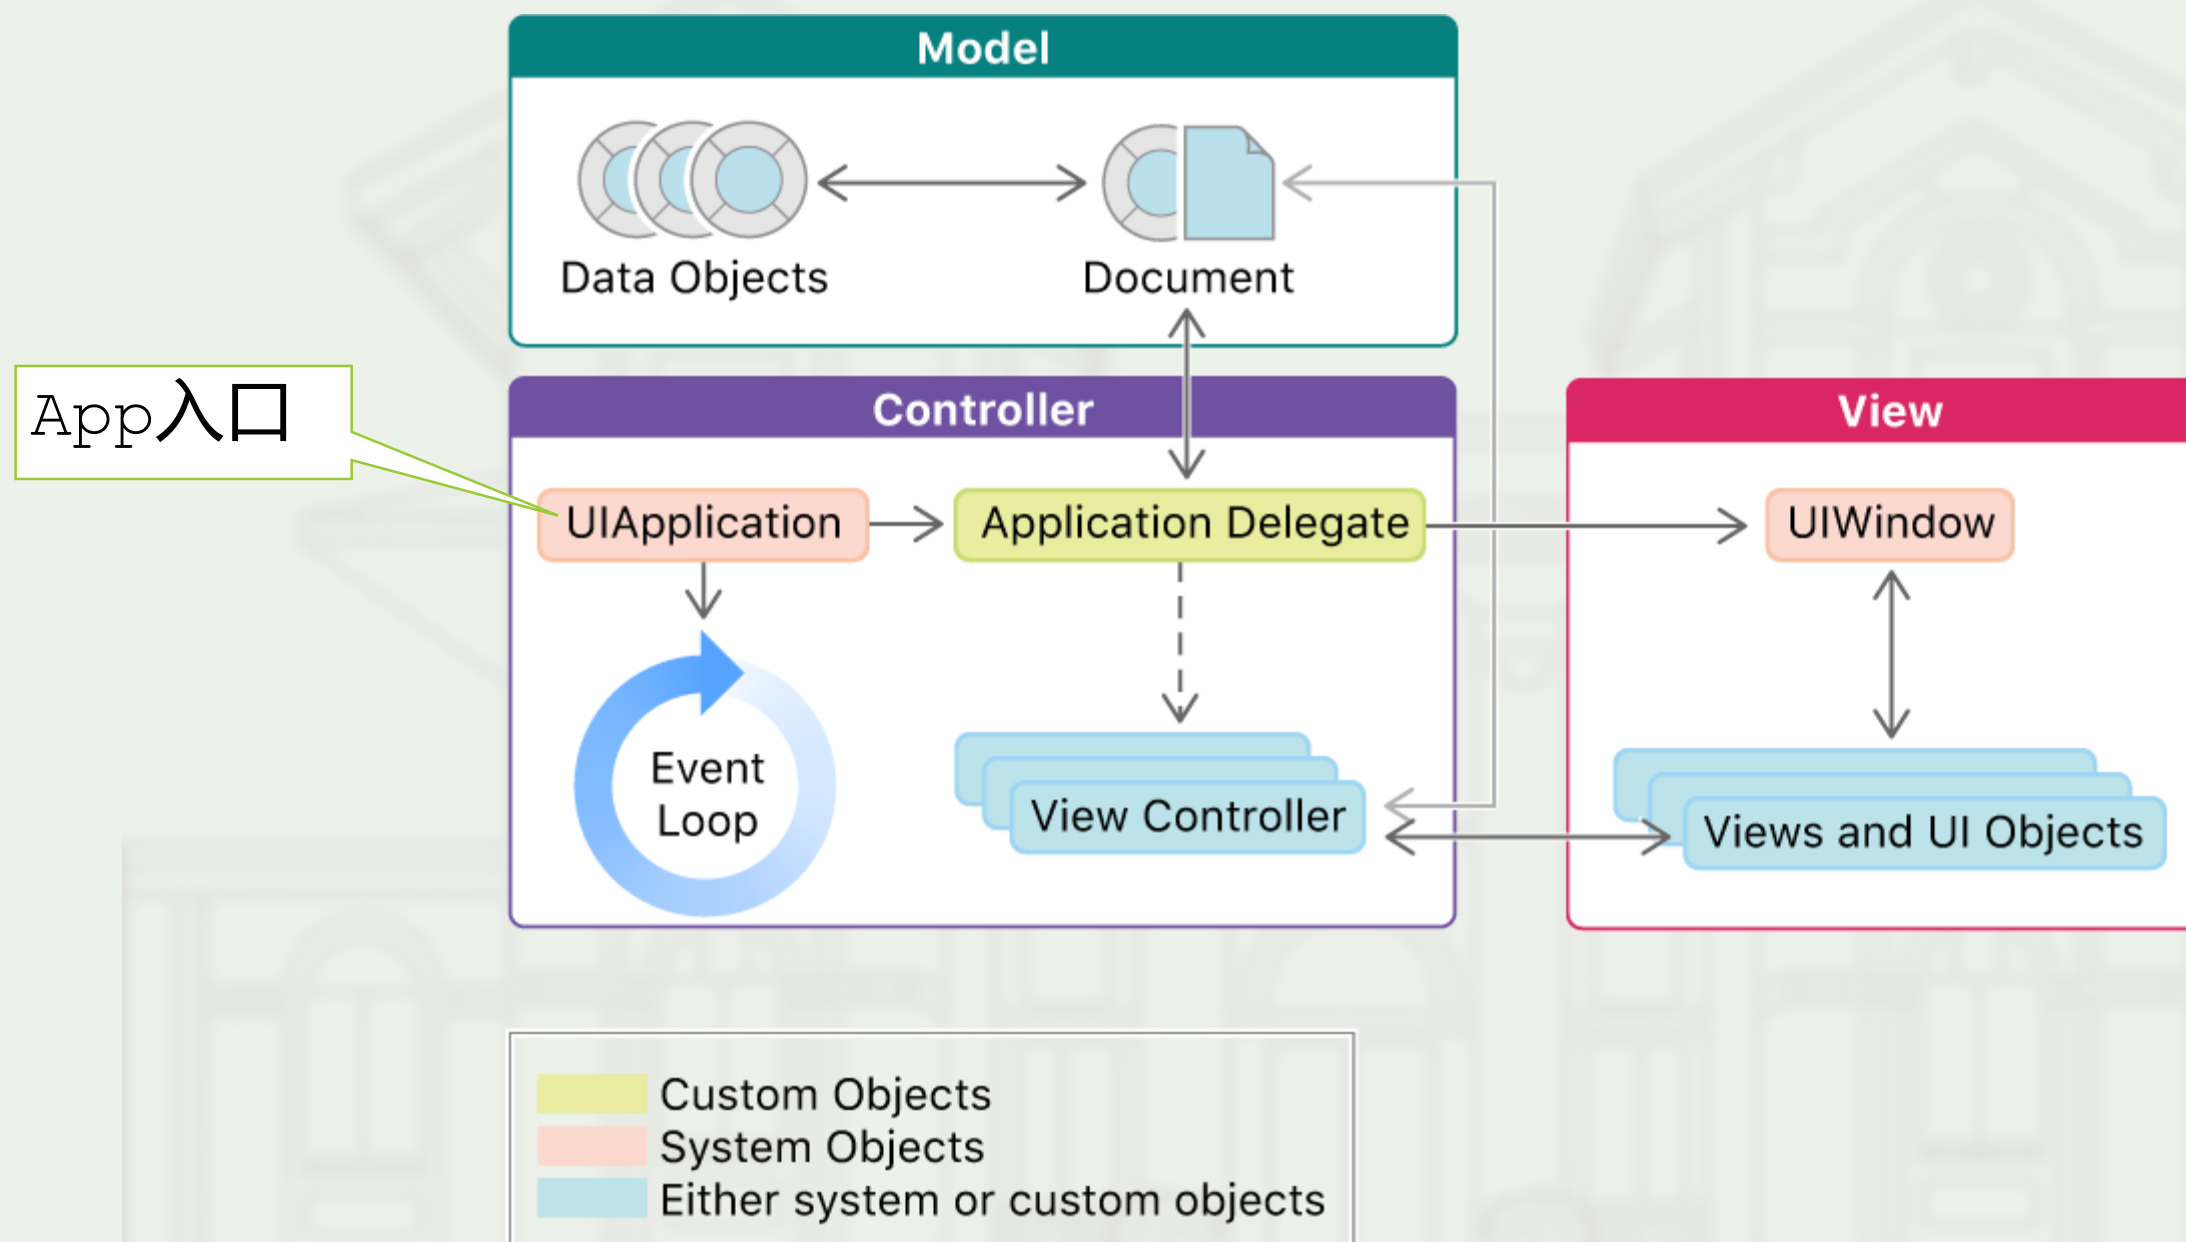 Model
Data Objects
Document
App入口
Controller
View
UIApplication
Application Delegate
UIWindow
Event
Loop
View Controller
Views and UI Objects
Custom Objects
System Objects
Either system or custom objects